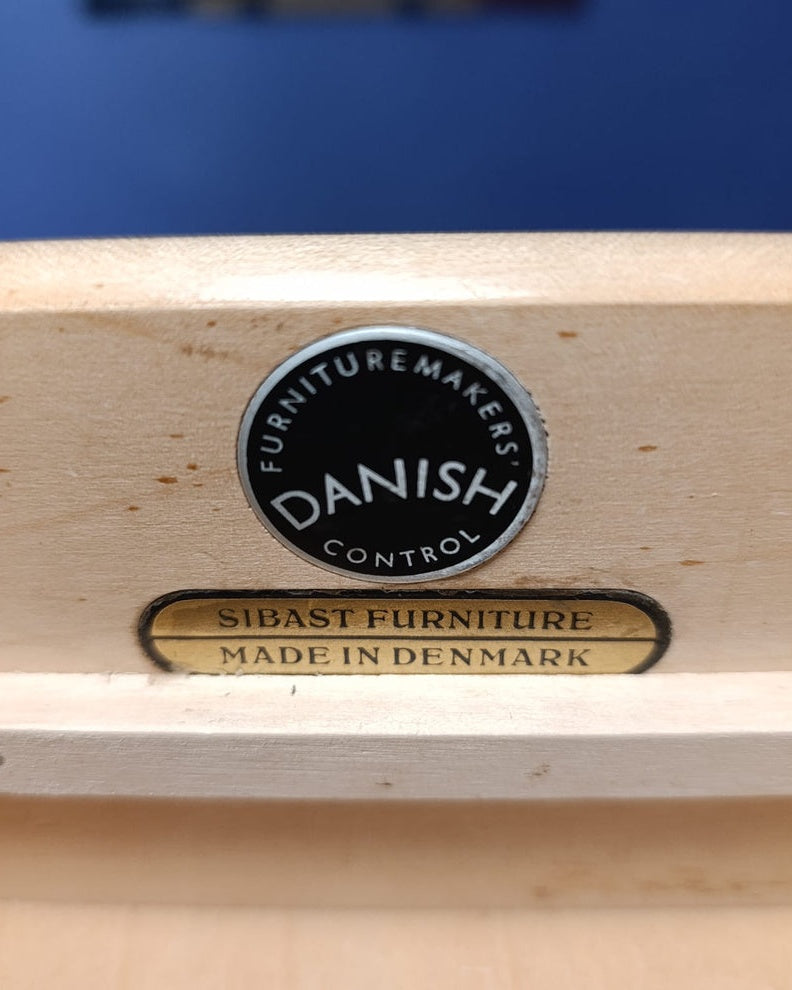 FURNITUREMAKERS'
DANISH
CONTROL
SIBAST FURNITURE
MADE IN DENMARK